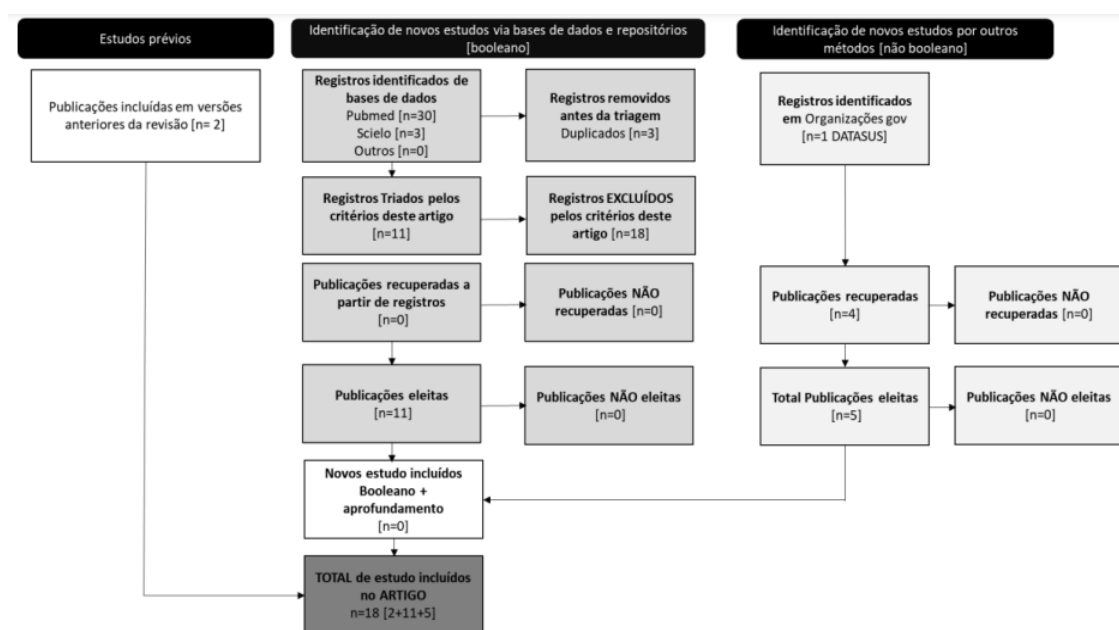 Estudos prévios
Identificação de novos estudos via bases de dados e repositórios
[booleano]
Identificação de novos estudos por outros
métodos [não booleano]
Publicações incluídas em versões
anteriores da revisão [n= 2]
Registros identificados de
bases de dados
Pubmed [n=30]
Scielo [n=3]
Outros [n=0]
Registros removidos
antes da triagem
Duplicados [n=3]
Registros identificados
em Organizações gov
[n=1 DATASUS]
Registros Triados pelos
critérios deste artigo
[n=11]
Registros EXCLUÍDOS
pelos critérios deste
artigo [n=18]
Publicações recuperadas a
partir de registros
[n=0]
Publicações NÃO
recuperadas [n=0]
Publicações recuperadas
[n=4]
Publicações NÃO
recuperadas [n=0]
Publicações eleitas
[n=11]
Publicações NÃO eleitas
[n=0]
Total Publicações eleitas
[n=5]
Publicações NÃO eleitas
[n=0]
Novos estudo incluídos
Booleano +
aprofundamento
[n=0]
TOTAL de estudo incluídos
no ARTIGO
n=18 [2+11+5]